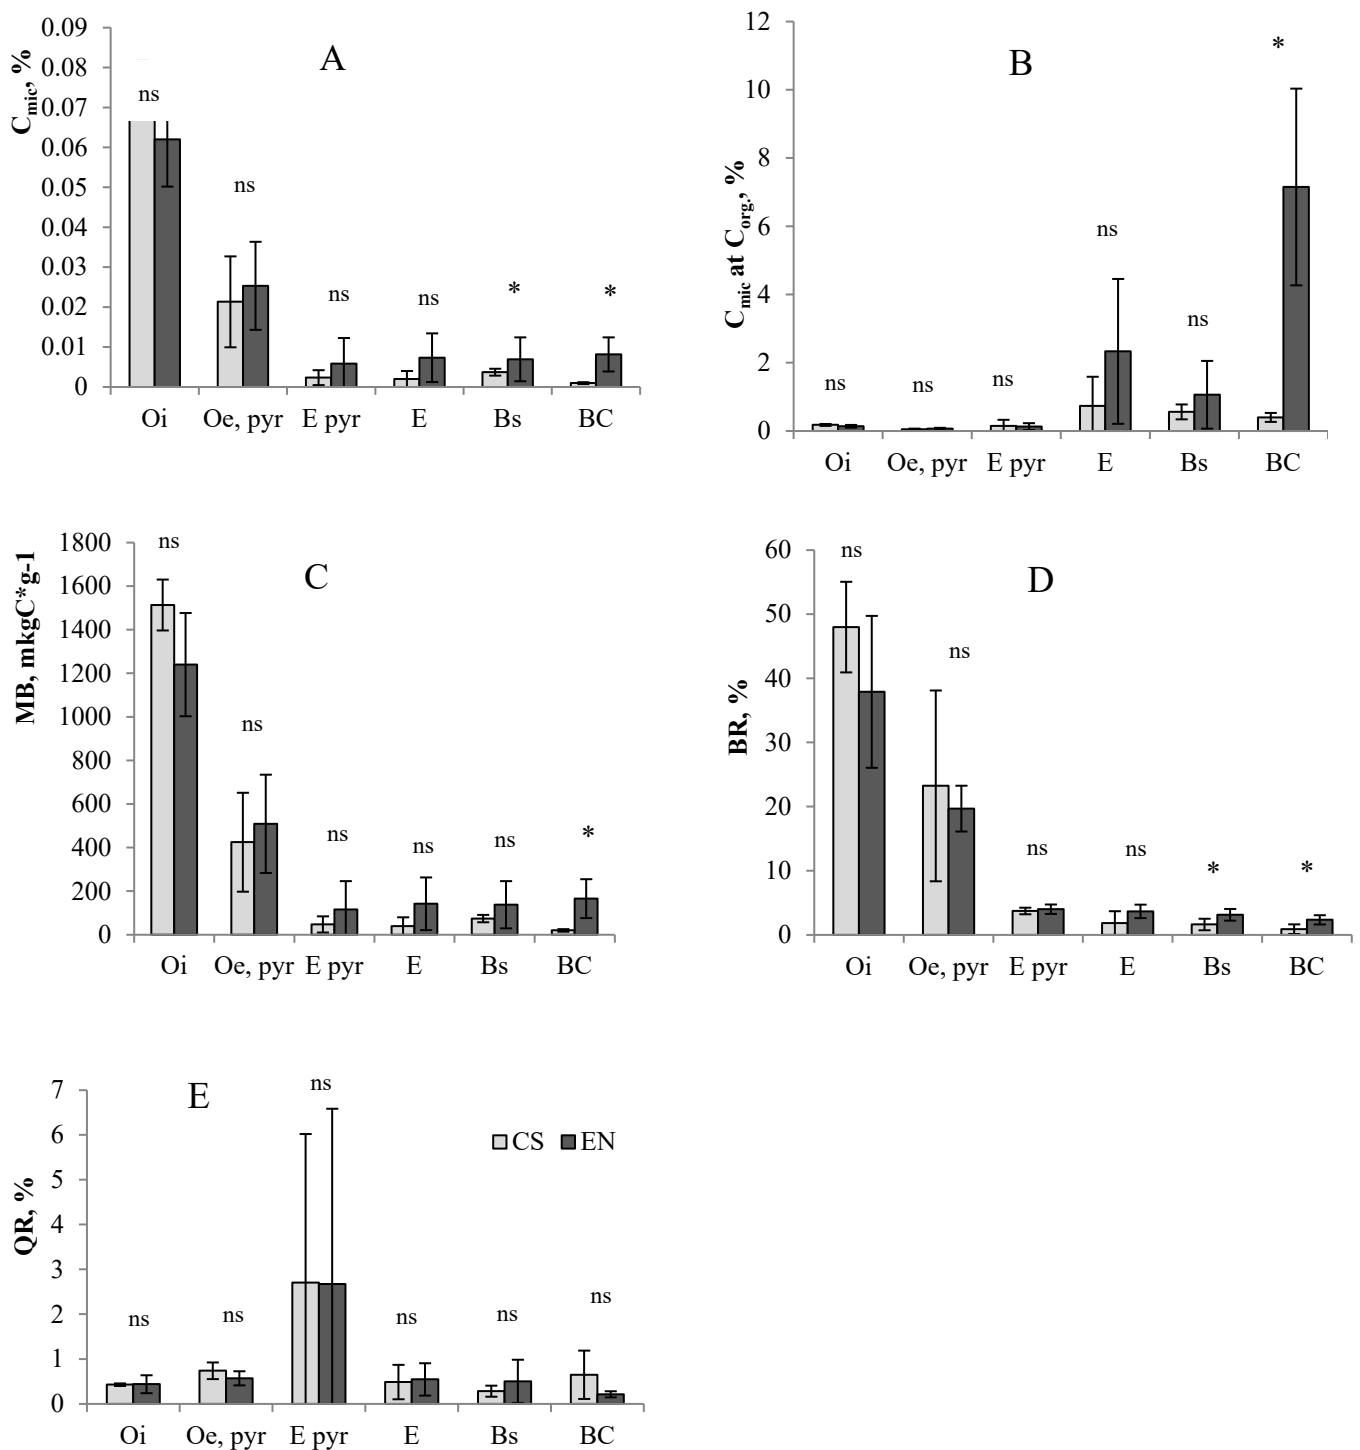 A
C_mic, %
0.09
0.08
0.07
0.06
0.05
0.04
0.03
0.02
0.01
0
ns
ns
ns
ns
*
*
Oi
Oe, pyr
E pyr
E
Bs
BC
B
C_mic at C_org., %
12
10
8
6
4
2
0
ns
ns
ns
ns
ns
*
Oi
Oe, pyr
E pyr
E
Bs
BC
C
MB, mkgC*g-1
1800
1600
1400
1200
1000
800
600
400
200
0
ns
ns
ns
ns
ns
*
Oi
Oe, pyr
E pyr
E
Bs
BC
D
BR, %
60
50
40
30
20
10
0
ns
ns
ns
ns
*
*
Oi
Oe, pyr
E pyr
E
Bs
BC
E
QR, %
7
6
5
4
3
2
1
0
ns
ns
ns
ns
ns
ns
CS EN
Oi
Oe, pyr
E pyr
E
Bs
BC